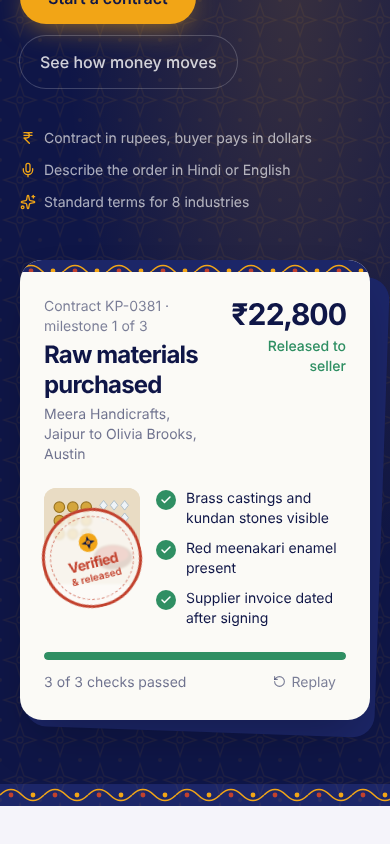 Start a contract
See how money moves
Contract in rupees, buyer pays in dollars
Describe the order in Hindi or English
Standard terms for 8 industries
Contract KP-0381 ·
milestone 1 of 3
₹22,800
Released to
seller
Raw materials
purchased
Meera Handicrafts,
Jaipur to Olivia Brooks,
Austin
Verified
& released
Brass castings and
kundan stones visible
Red meenakari enamel
present
Supplier invoice dated
after signing
3 of 3 checks passed
Replay